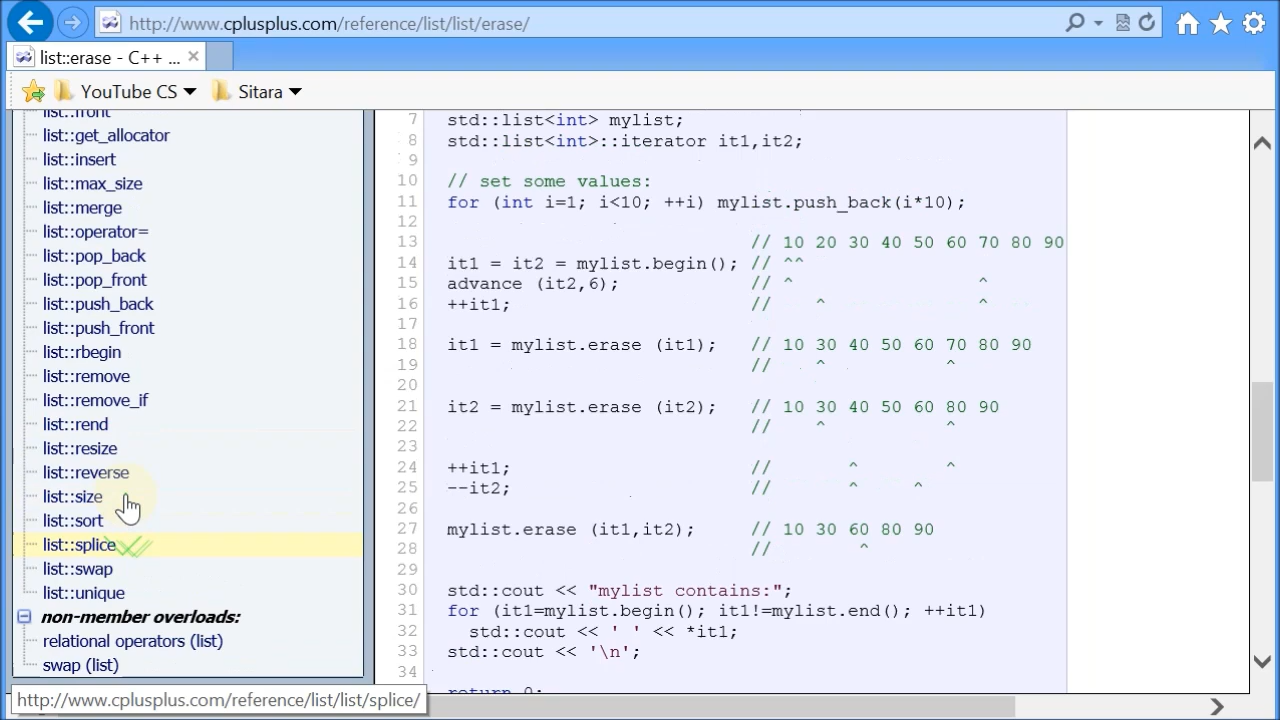 http://www.cplusplus.com/reference/list/list/erase/
list::erase - C++ ...
YouTube CS
Sitara
list::front
list::get_allocator
list::insert
list::max_size
list::merge
list::operator=
list::pop_back
list::pop_front
list::push_back
list::push_front
list::rbegin
list::remove
list::remove_if
list::rend
list::resize
list::reverse
list::size
list::sort
list::splice
list::swap
list::unique
non-member overloads:
relational operators (list)
swap (list)
http://www.cplusplus.com/reference/list/list/splice/
7 std::list<int> mylist;
8 std::list<int>::iterator it1,it2;
9
10 // set some values:
11 for (int i=1; i<10; ++i) mylist.push_back(i*10);
12
13 // 10 20 30 40 50 60 70 80 90
14 it1 = it2 = mylist.begin(); // ^^
15 advance (it2,6); // ^ ^
16 ++it1; // ^ ^
17
18 it1 = mylist.erase (it1); // 10 30 40 50 60 70 80 90
19 // ^ ^
20
21 it2 = mylist.erase (it2); // 10 30 40 50 60 80 90
22 // ^ ^
23
24 ++it1; // ^ ^
25 --it2; // ^ ^
26
27 mylist.erase (it1,it2); // 10 30 60 80 90
28 // ^
29
30 std::cout << "mylist contains:";
31 for (it1=mylist.begin(); it1!=mylist.end(); ++it1)
32 std::cout << ' ' << *it1;
33 std::cout << '\n';
34
return 0;